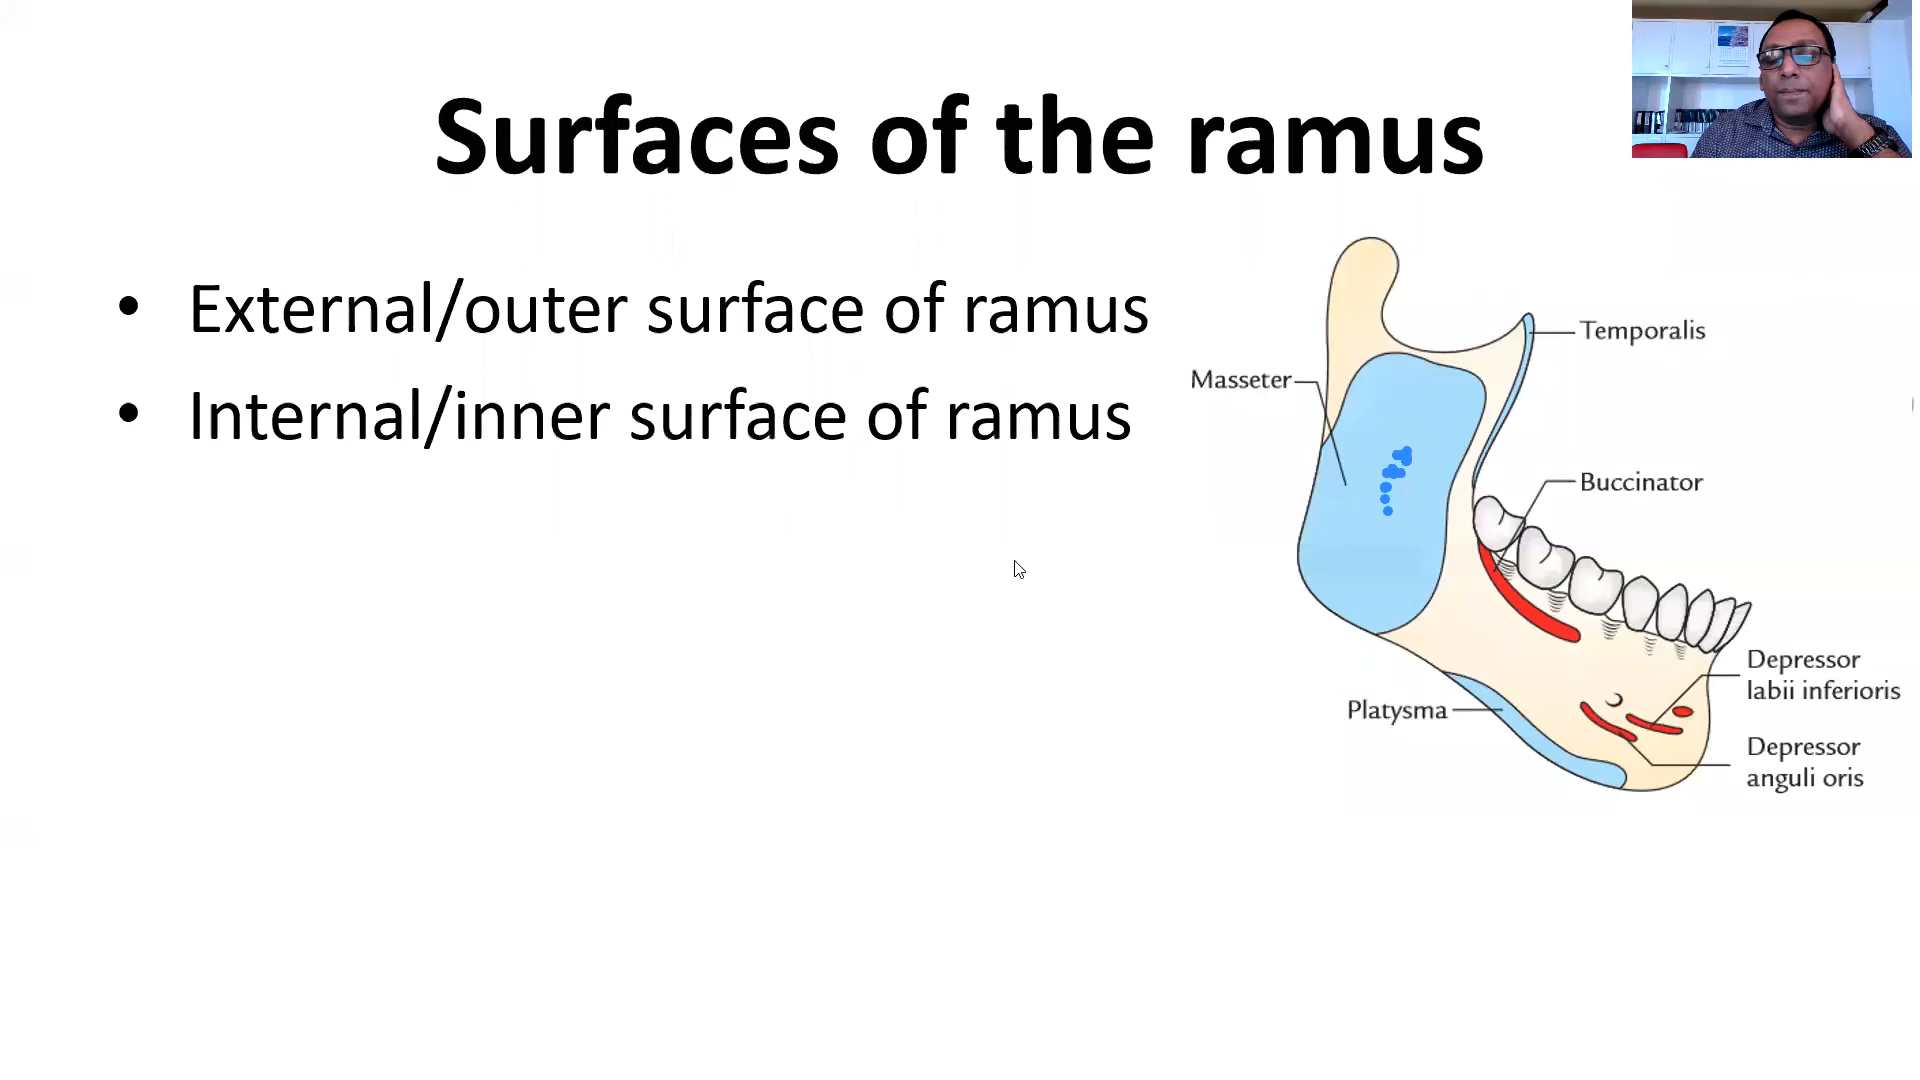 Surfaces of the ramus
• External/outer surface of ramus
• Internal/inner surface of ramus
Temporalis
Masseter
Buccinator
Depressor
labii inferioris
Platysma
Depressor
anguli oris